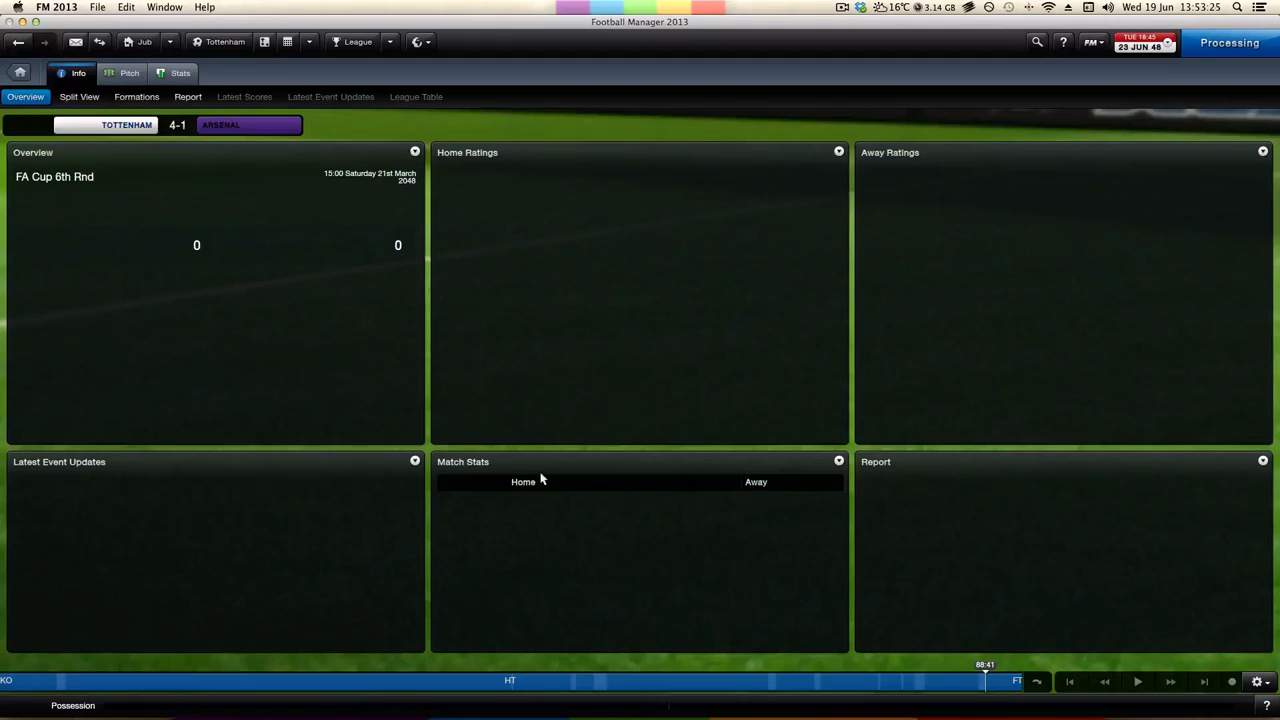 FM 2013 File Edit Window Help 16°C 3.14 GB Wed 19 Jun 13:53:25
Football Manager 2013
Job Tottenham League ? FM TUE 18:45 23 JUN 48 Processing
Info Pitch Stats
Overview Split View Formations Report Latest Scores Latest Event Updates League Table
TOTTENHAM 4-1 ARSENAL
Overview Home Ratings Away Ratings
FA Cup 6th Rnd 15:00 Saturday 21st March
2048
0 0
Latest Event Updates Match Stats Report
Home Away
88:41
KO HT FT
Possession ?